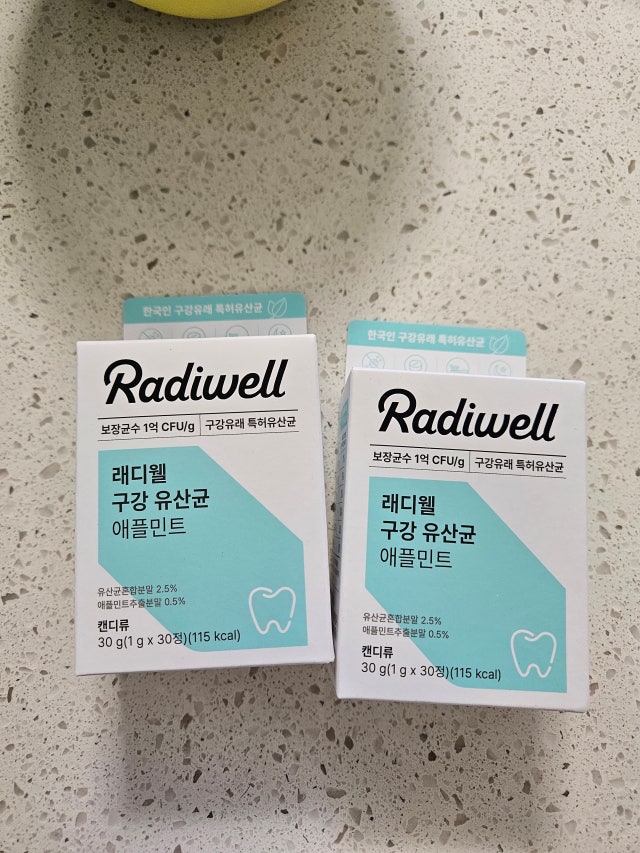 한국인 구강유래 특허유산균
Radiwell
보장균수 1억 CFU/g | 구강유래 특허유산균
래디웰
구강 유산균
애플민트
유산균혼합분말 2.5%
애플민트추출분말 0.5%
캔디류
30 g(1 g x 30정)(115 kcal)
한국인 구강유래 특허유산균
Radiwell
보장균수 1억 CFU/g | 구강유래 특허유산균
래디웰
구강 유산균
애플민트
유산균혼합분말 2.5%
애플민트추출분말 0.5%
캔디류
30 g(1 g x 30정)(115 kcal)